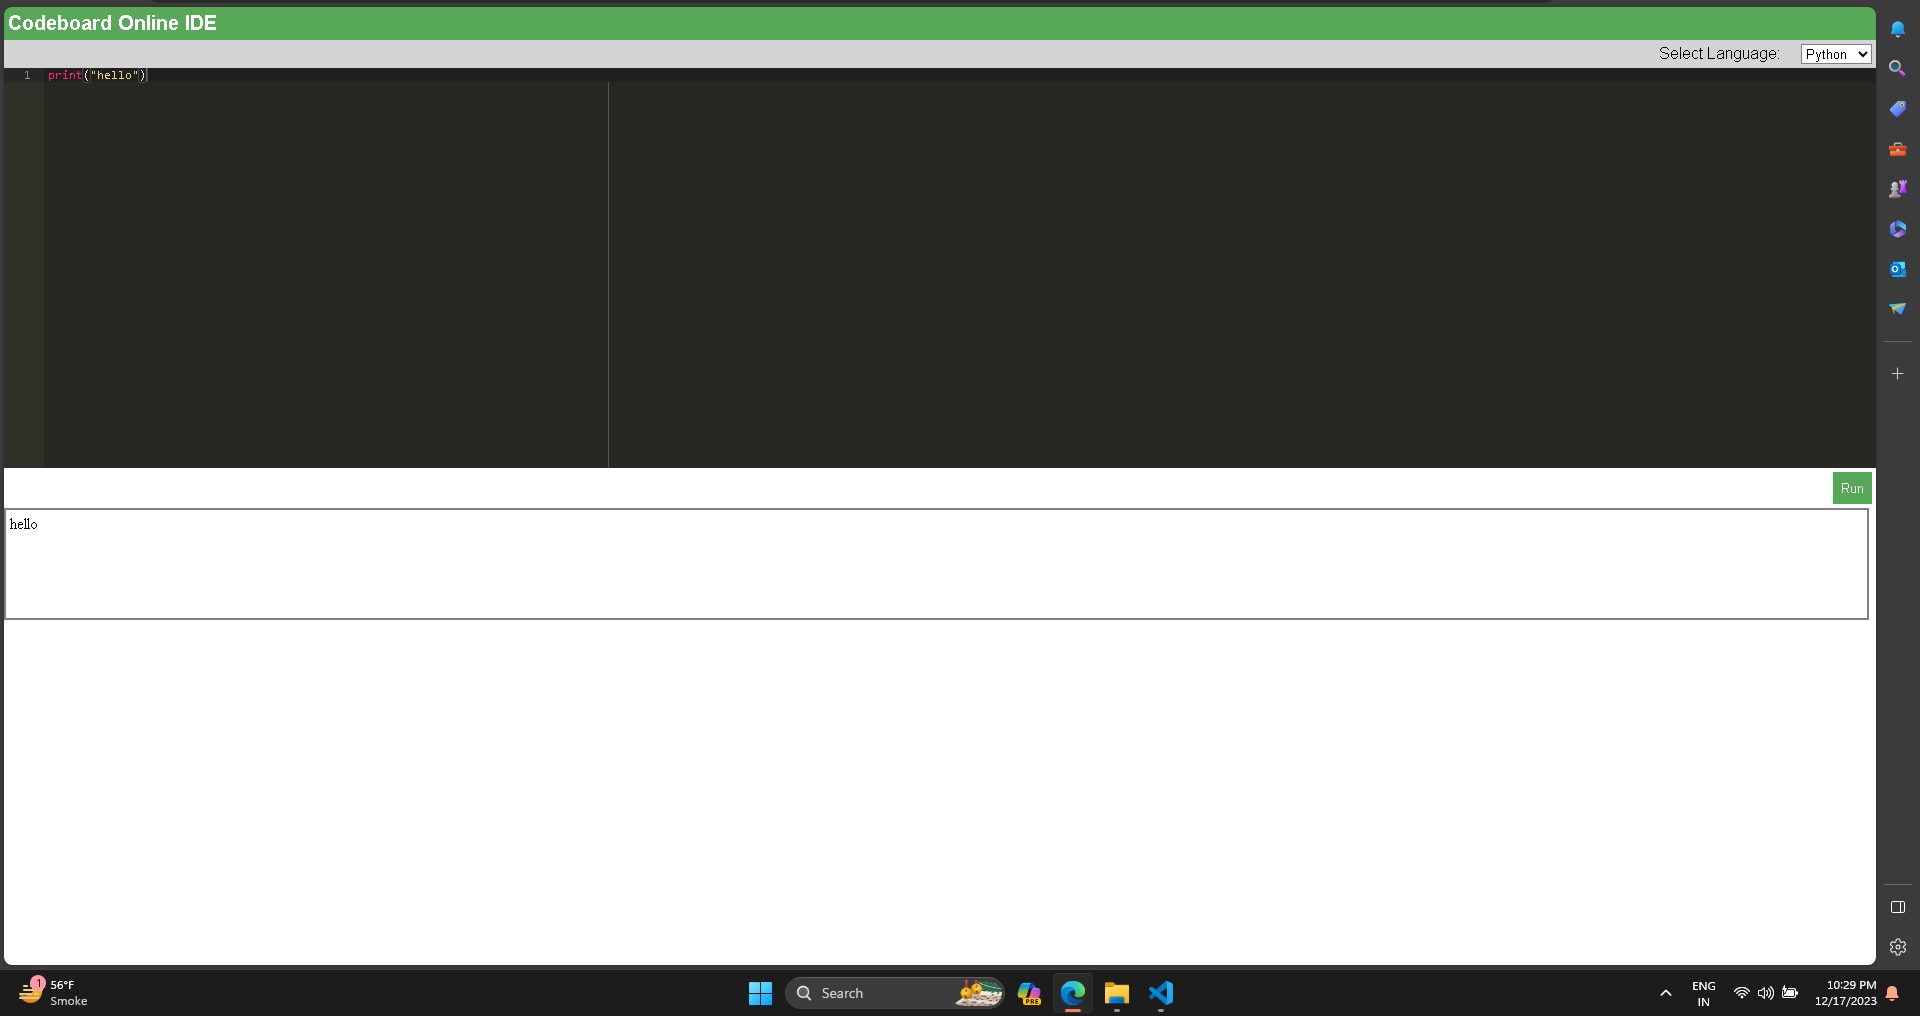 Codeboard Online IDE
Select Language: Python
1 print("hello")
Run
hello
1
56°F
Smoke
Search
PRE
ENG
IN
10:29 PM
12/17/2023